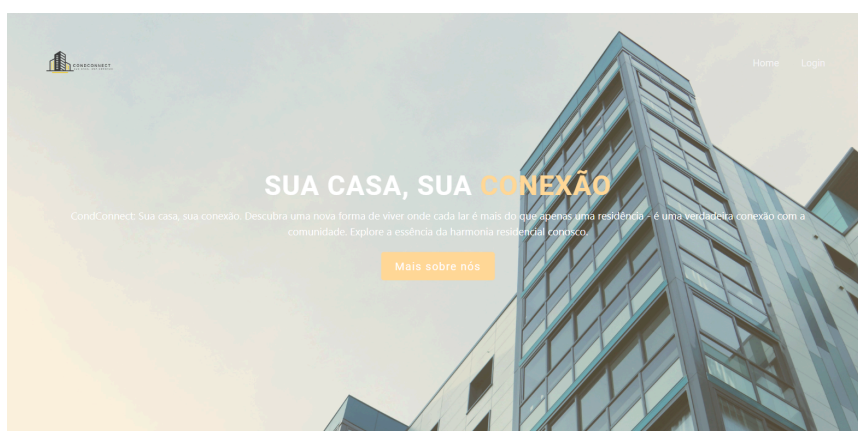 CONDCONNECT
Home Login
SUA CASA, SUA CONEXÃO
CondConnect: Sua casa, sua conexão. Descubra uma nova forma de viver onde cada lar é mais do que apenas uma residência - é uma verdadeira conexão com a
comunidade. Explore a essência da harmonia residencial conosco.
Mais sobre nós